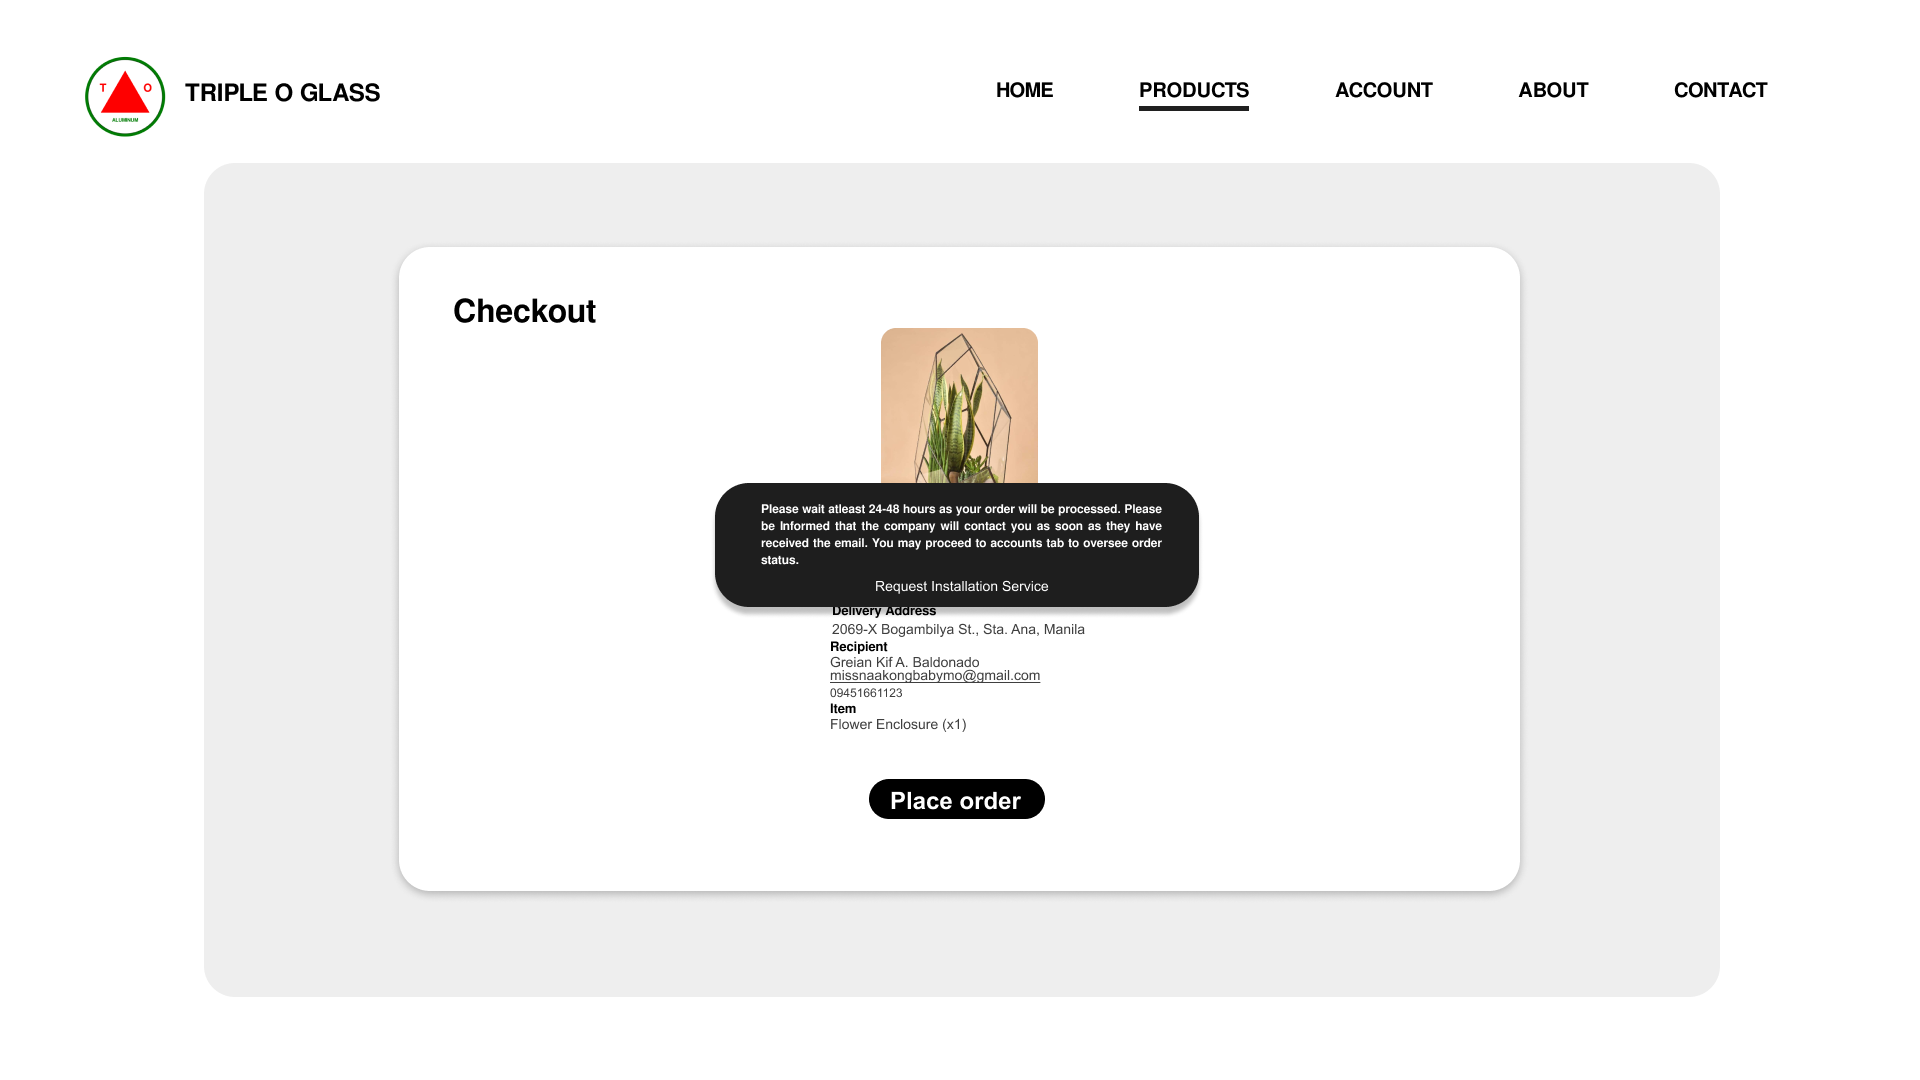 T O
ALUMINUM
TRIPLE O GLASS
HOME PRODUCTS ACCOUNT ABOUT CONTACT
Checkout
Please wait atleast 24-48 hours as your order will be processed. Please
be Informed that the company will contact you as soon as they have
received the email. You may proceed to accounts tab to oversee order
status.
Request Installation Service
Delivery Address
2069-X Bogambilya St., Sta. Ana, Manila
Recipient
Greian Kif A. Baldonado
missnaakongbabymo@gmail.com
09451661123
Item
Flower Enclosure (x1)
Place order